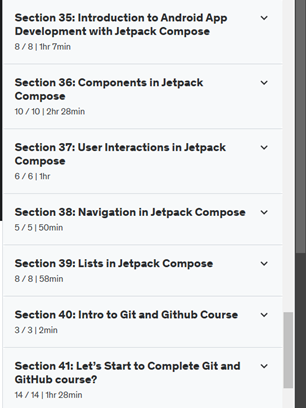 Section 35: Introduction to Android App
Development with Jetpack Compose
8 / 8 | 1hr 7min
Section 36: Components in Jetpack
Compose
10 / 10 | 2hr 28min
Section 37: User Interactions in Jetpack
Compose
6 / 6 | 1hr
Section 38: Navigation in Jetpack Compose
5 / 5 | 50min
Section 39: Lists in Jetpack Compose
8 / 8 | 58min
Section 40: Intro to Git and Github Course
3 / 3 | 2min
Section 41: Let's Start to Complete Git and
GitHub course?
14 / 14 | 1hr 28min